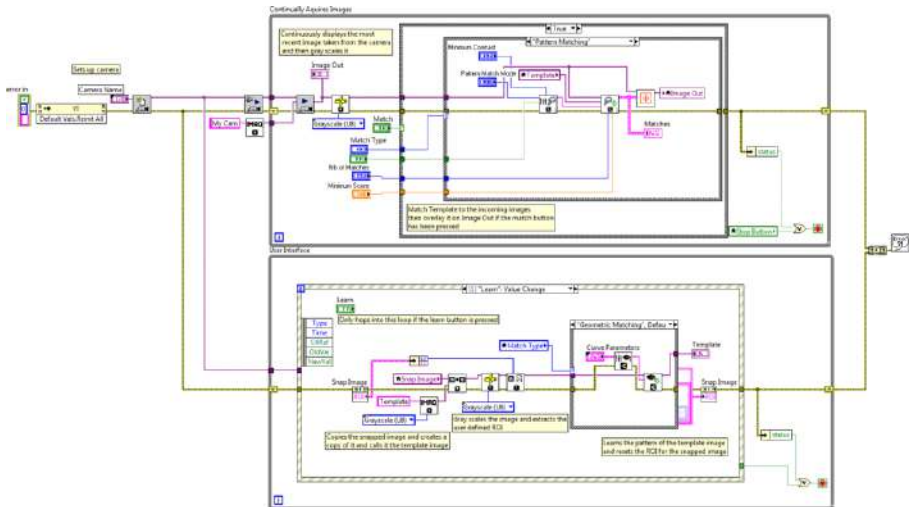 Continually Aquires Images
True
Continuously displays the most
recent image taken from the camera
and then gray scales it
"Pattern Matching"
Minimum Contrast
Image Out
Sets up camera
Pattern Match Mode
Template
error in
Camera Name
Image Out
Default Vals/Reinit All
My Cam
Grayscale (U8)
Match
Matches
Match Type
status
Nb of Matches
Minimum Score
Match Template to the incoming images
then overlay it on Image Out if the match button
has been pressed
Stop Button
User Interface
[1] "Learn": Value Change
Learn
Only hops into this loop if the learn button is pressed
Type
Time
CtlRef
OldVal
NewVal
"Geometric Matching", Defau
Match Type
Curve Parameters
Template
Snap Image
Snap Image
Snap Image
Template
Grayscale (U8)
Grayscale (U8)
status
Copies the snapped image and creates a
copy of it and calls it the template image
Gray scales the image and extracts the
user defined ROI
Learns the pattern of the template image
and resets the ROI for the snapped image